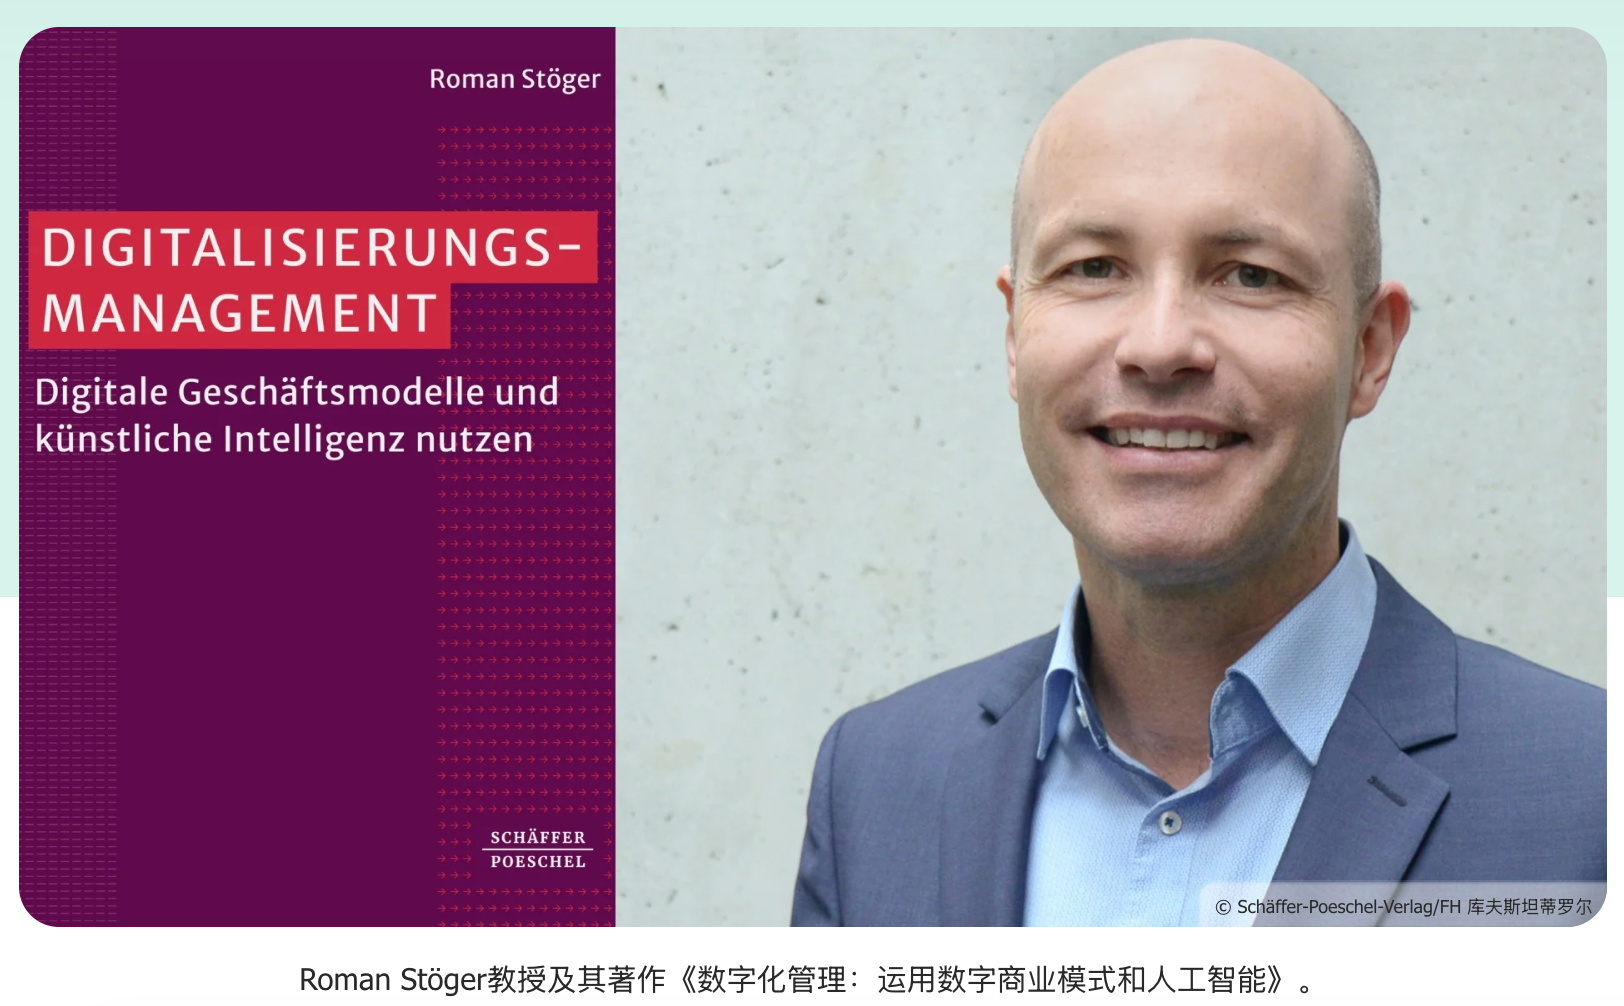 Roman Stöger
DIGITALISIERUNGS-
MANAGEMENT
Digitale Geschäftsmodelle und
künstliche Intelligenz nutzen
SCHÄFFER
POESCHEL
© Schäffer-Poeschel-Verlag/FH 库夫斯坦蒂罗尔
Roman Stöger教授及其著作《数字化管理：运用数字商业模式和人工智能》。